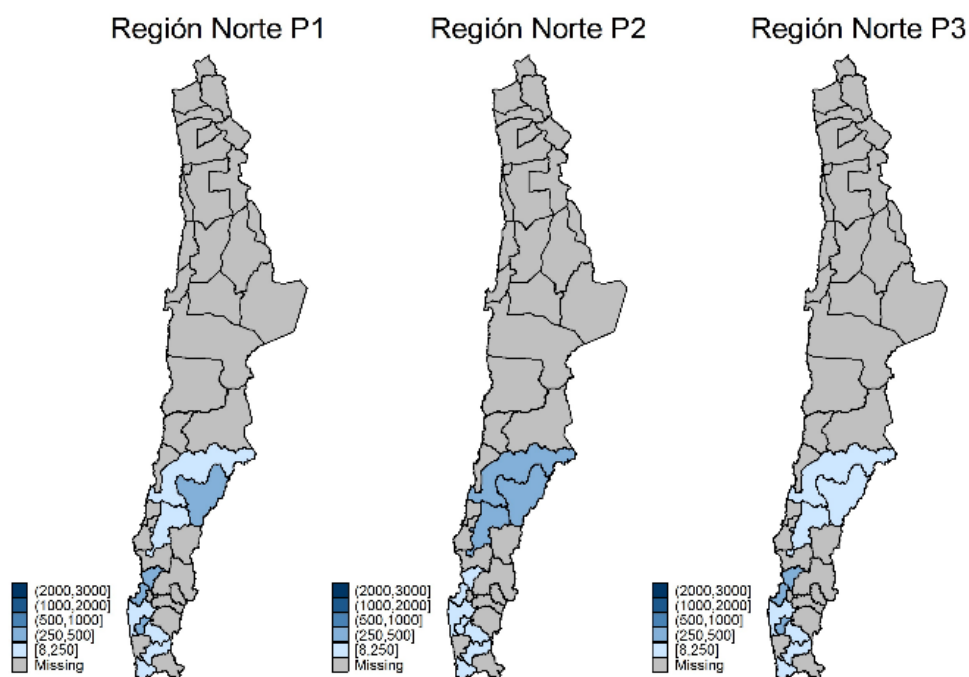 Región Norte P1
Región Norte P2
Región Norte P3
(2000,3000]
(1000,2000]
(500,1000]
(250,500]
[8,250]
Missing
(2000,3000]
(1000,2000]
(500,1000]
(250,500]
[8,250]
Missing
(2000,3000]
(1000,2000]
(500,1000]
(250,500]
[8,250]
Missing